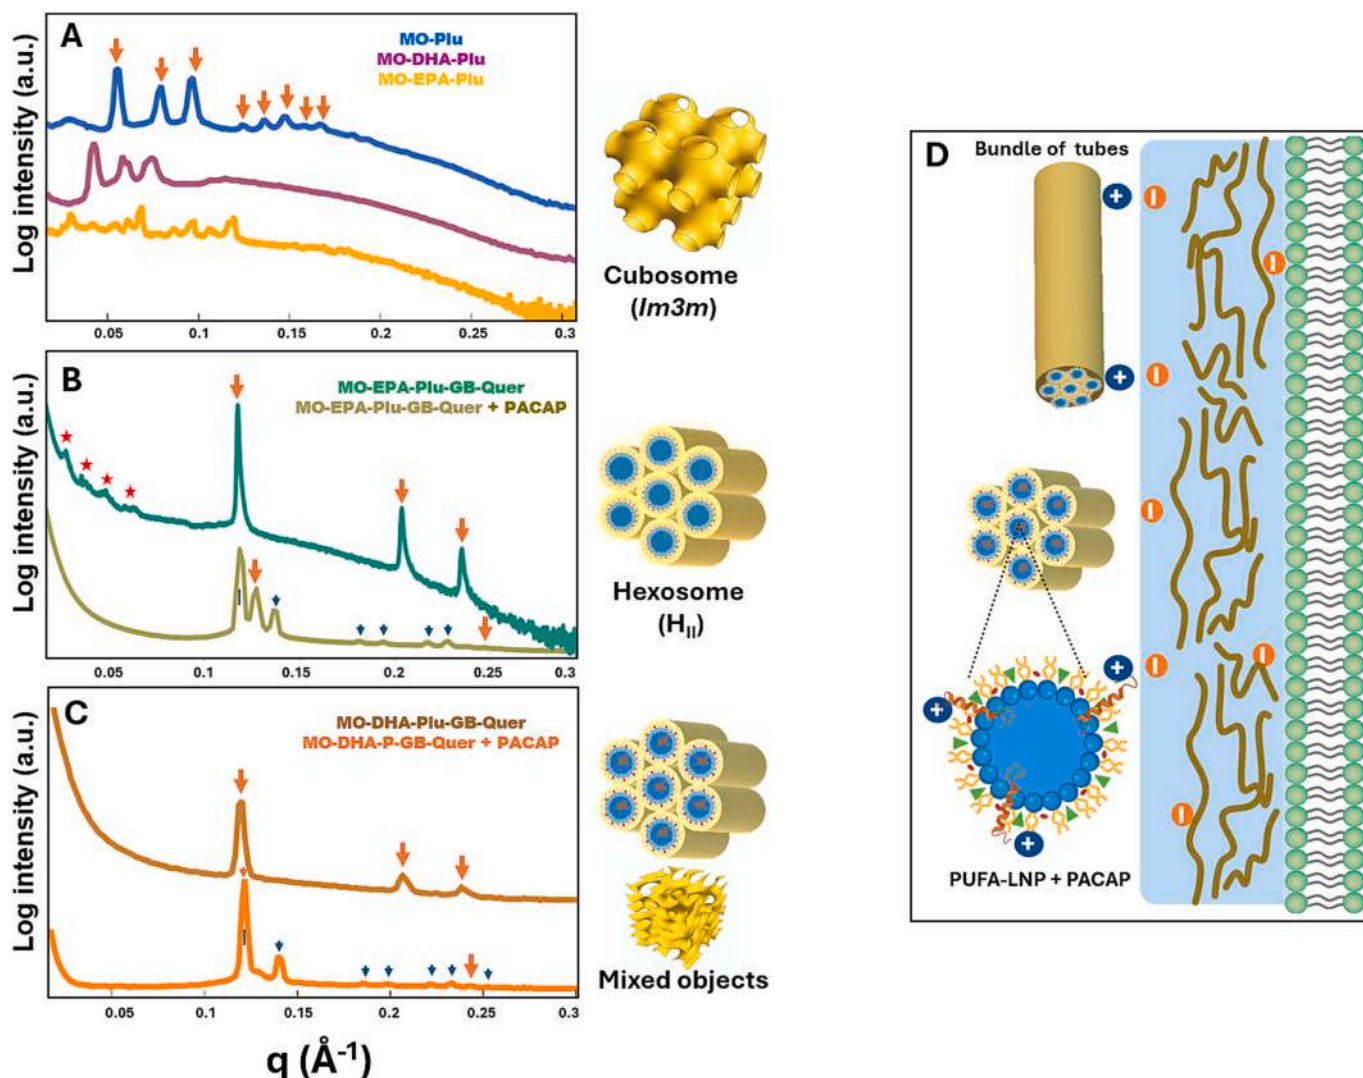 A
MO-Plu
MO-DHA-Plu
MO-EPA-Plu
Log intensity (a.u.)
0.05 0.1 0.15 0.2 0.25 0.3
Cubosome
(Im3m)
B
MO-EPA-Plu-GB-Quer
MO-EPA-Plu-GB-Quer + PACAP
Log intensity (a.u.)
0.05 0.1 0.15 0.2 0.25 0.3
Hexosome
(HII)
C
MO-DHA-Plu-GB-Quer
MO-DHA-P-GB-Quer + PACAP
Log intensity (a.u.)
0.05 0.1 0.15 0.2 0.25 0.3
q (Å-1)
Mixed objects
D
Bundle of tubes
PUFA-LNP + PACAP